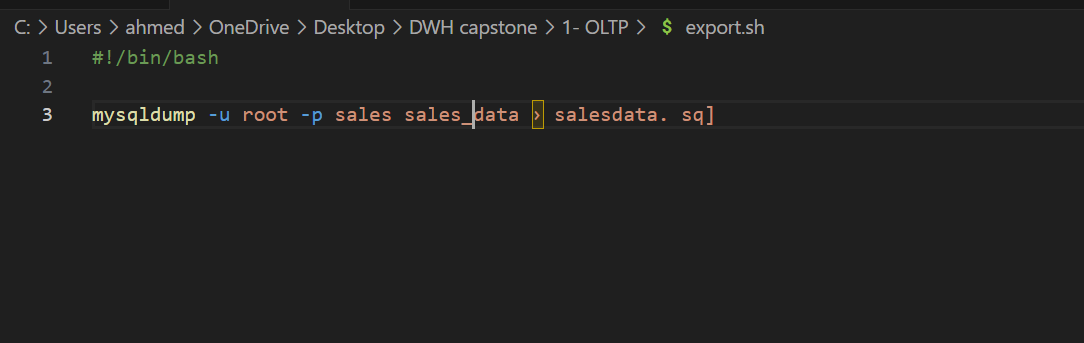 C: > Users > ahmed > OneDrive > Desktop > DWH capstone > 1- OLTP > $ export.sh
1 #!/bin/bash
2
3 mysqldump -u root -p sales sales_data › salesdata. sq]